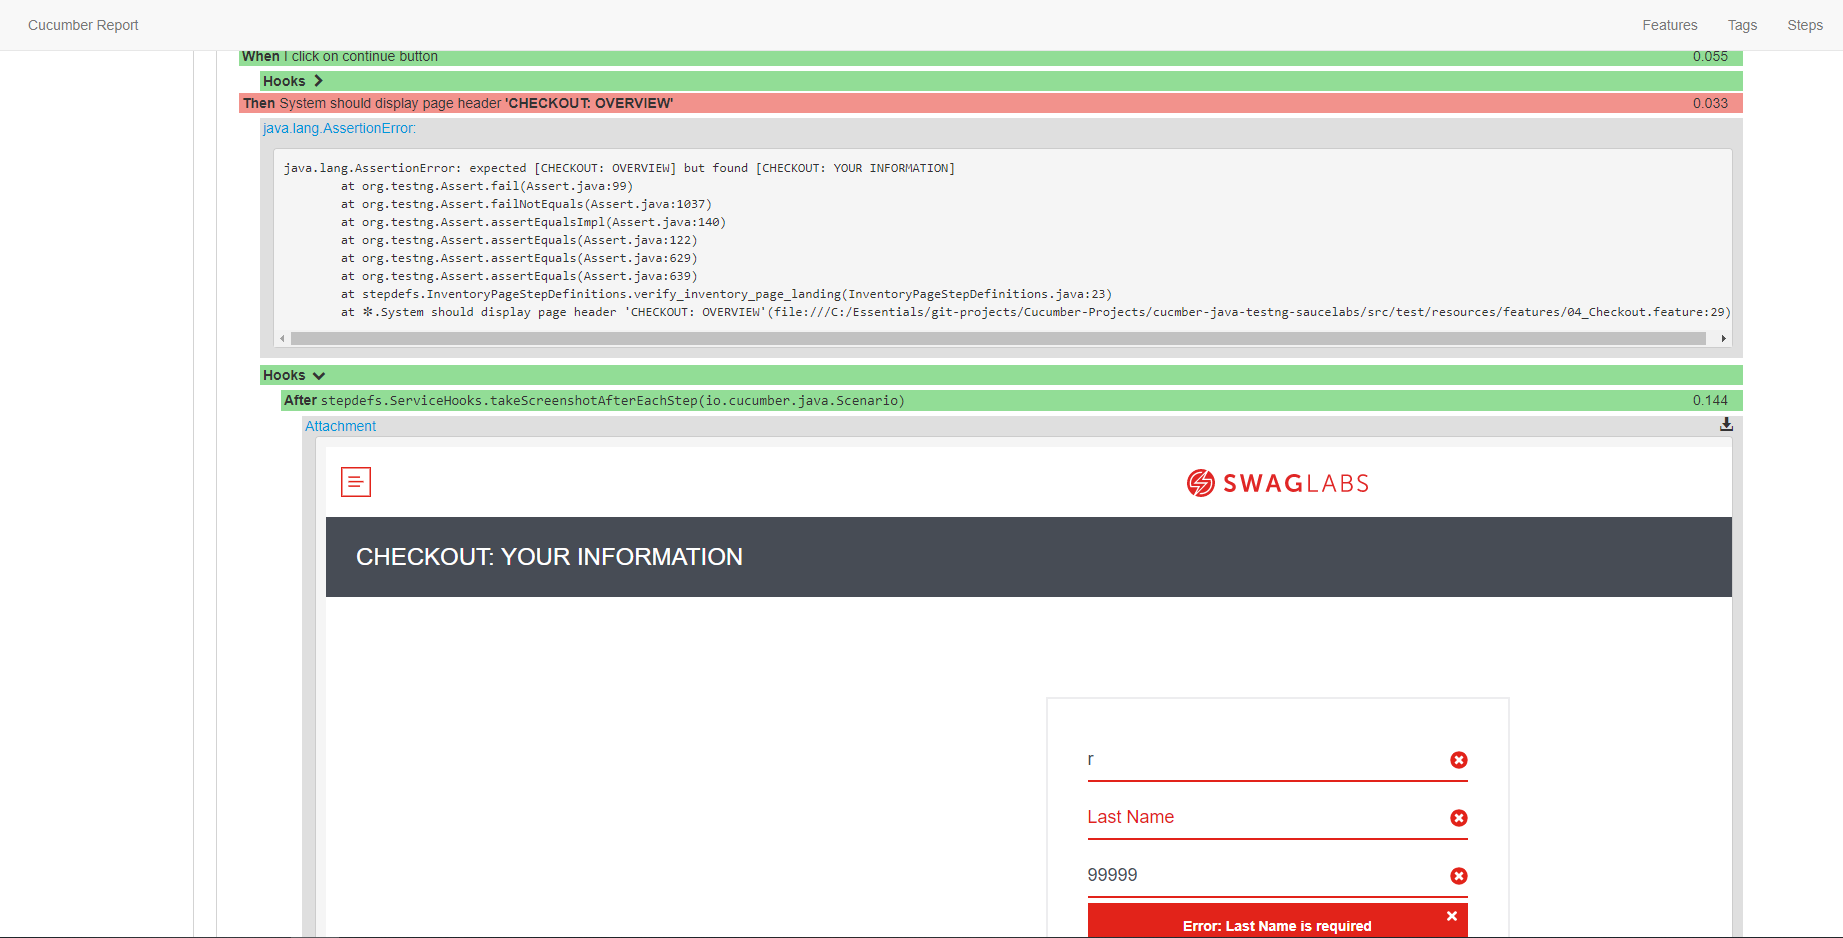 Cucumber Report Features Tags Steps
When I click on continue button 0.055
Hooks
Then System should display page header 'CHECKOUT: OVERVIEW' 0.033
java.lang.AssertionError:
java.lang.AssertionError: expected [CHECKOUT: OVERVIEW] but found [CHECKOUT: YOUR INFORMATION]
at org.testng.Assert.fail(Assert.java:99)
at org.testng.Assert.failNotEquals(Assert.java:1037)
at org.testng.Assert.assertEqualsImpl(Assert.java:140)
at org.testng.Assert.assertEquals(Assert.java:122)
at org.testng.Assert.assertEquals(Assert.java:629)
at org.testng.Assert.assertEquals(Assert.java:639)
at stepdefs.InventoryPageStepDefinitions.verify_inventory_page_landing(InventoryPageStepDefinitions.java:23)
at ✽.System should display page header 'CHECKOUT: OVERVIEW'(file:///C:/Essentials/git-projects/Cucumber-Projects/cucmber-java-testng-saucelabs/src/test/resources/features/04_Checkout.feature:29)
Hooks
After stepdefs.ServiceHooks.takeScreenshotAfterEachStep(io.cucumber.java.Scenario) 0.144
Attachment
SWAGLABS
CHECKOUT: YOUR INFORMATION
r
Last Name
99999
Error: Last Name is required